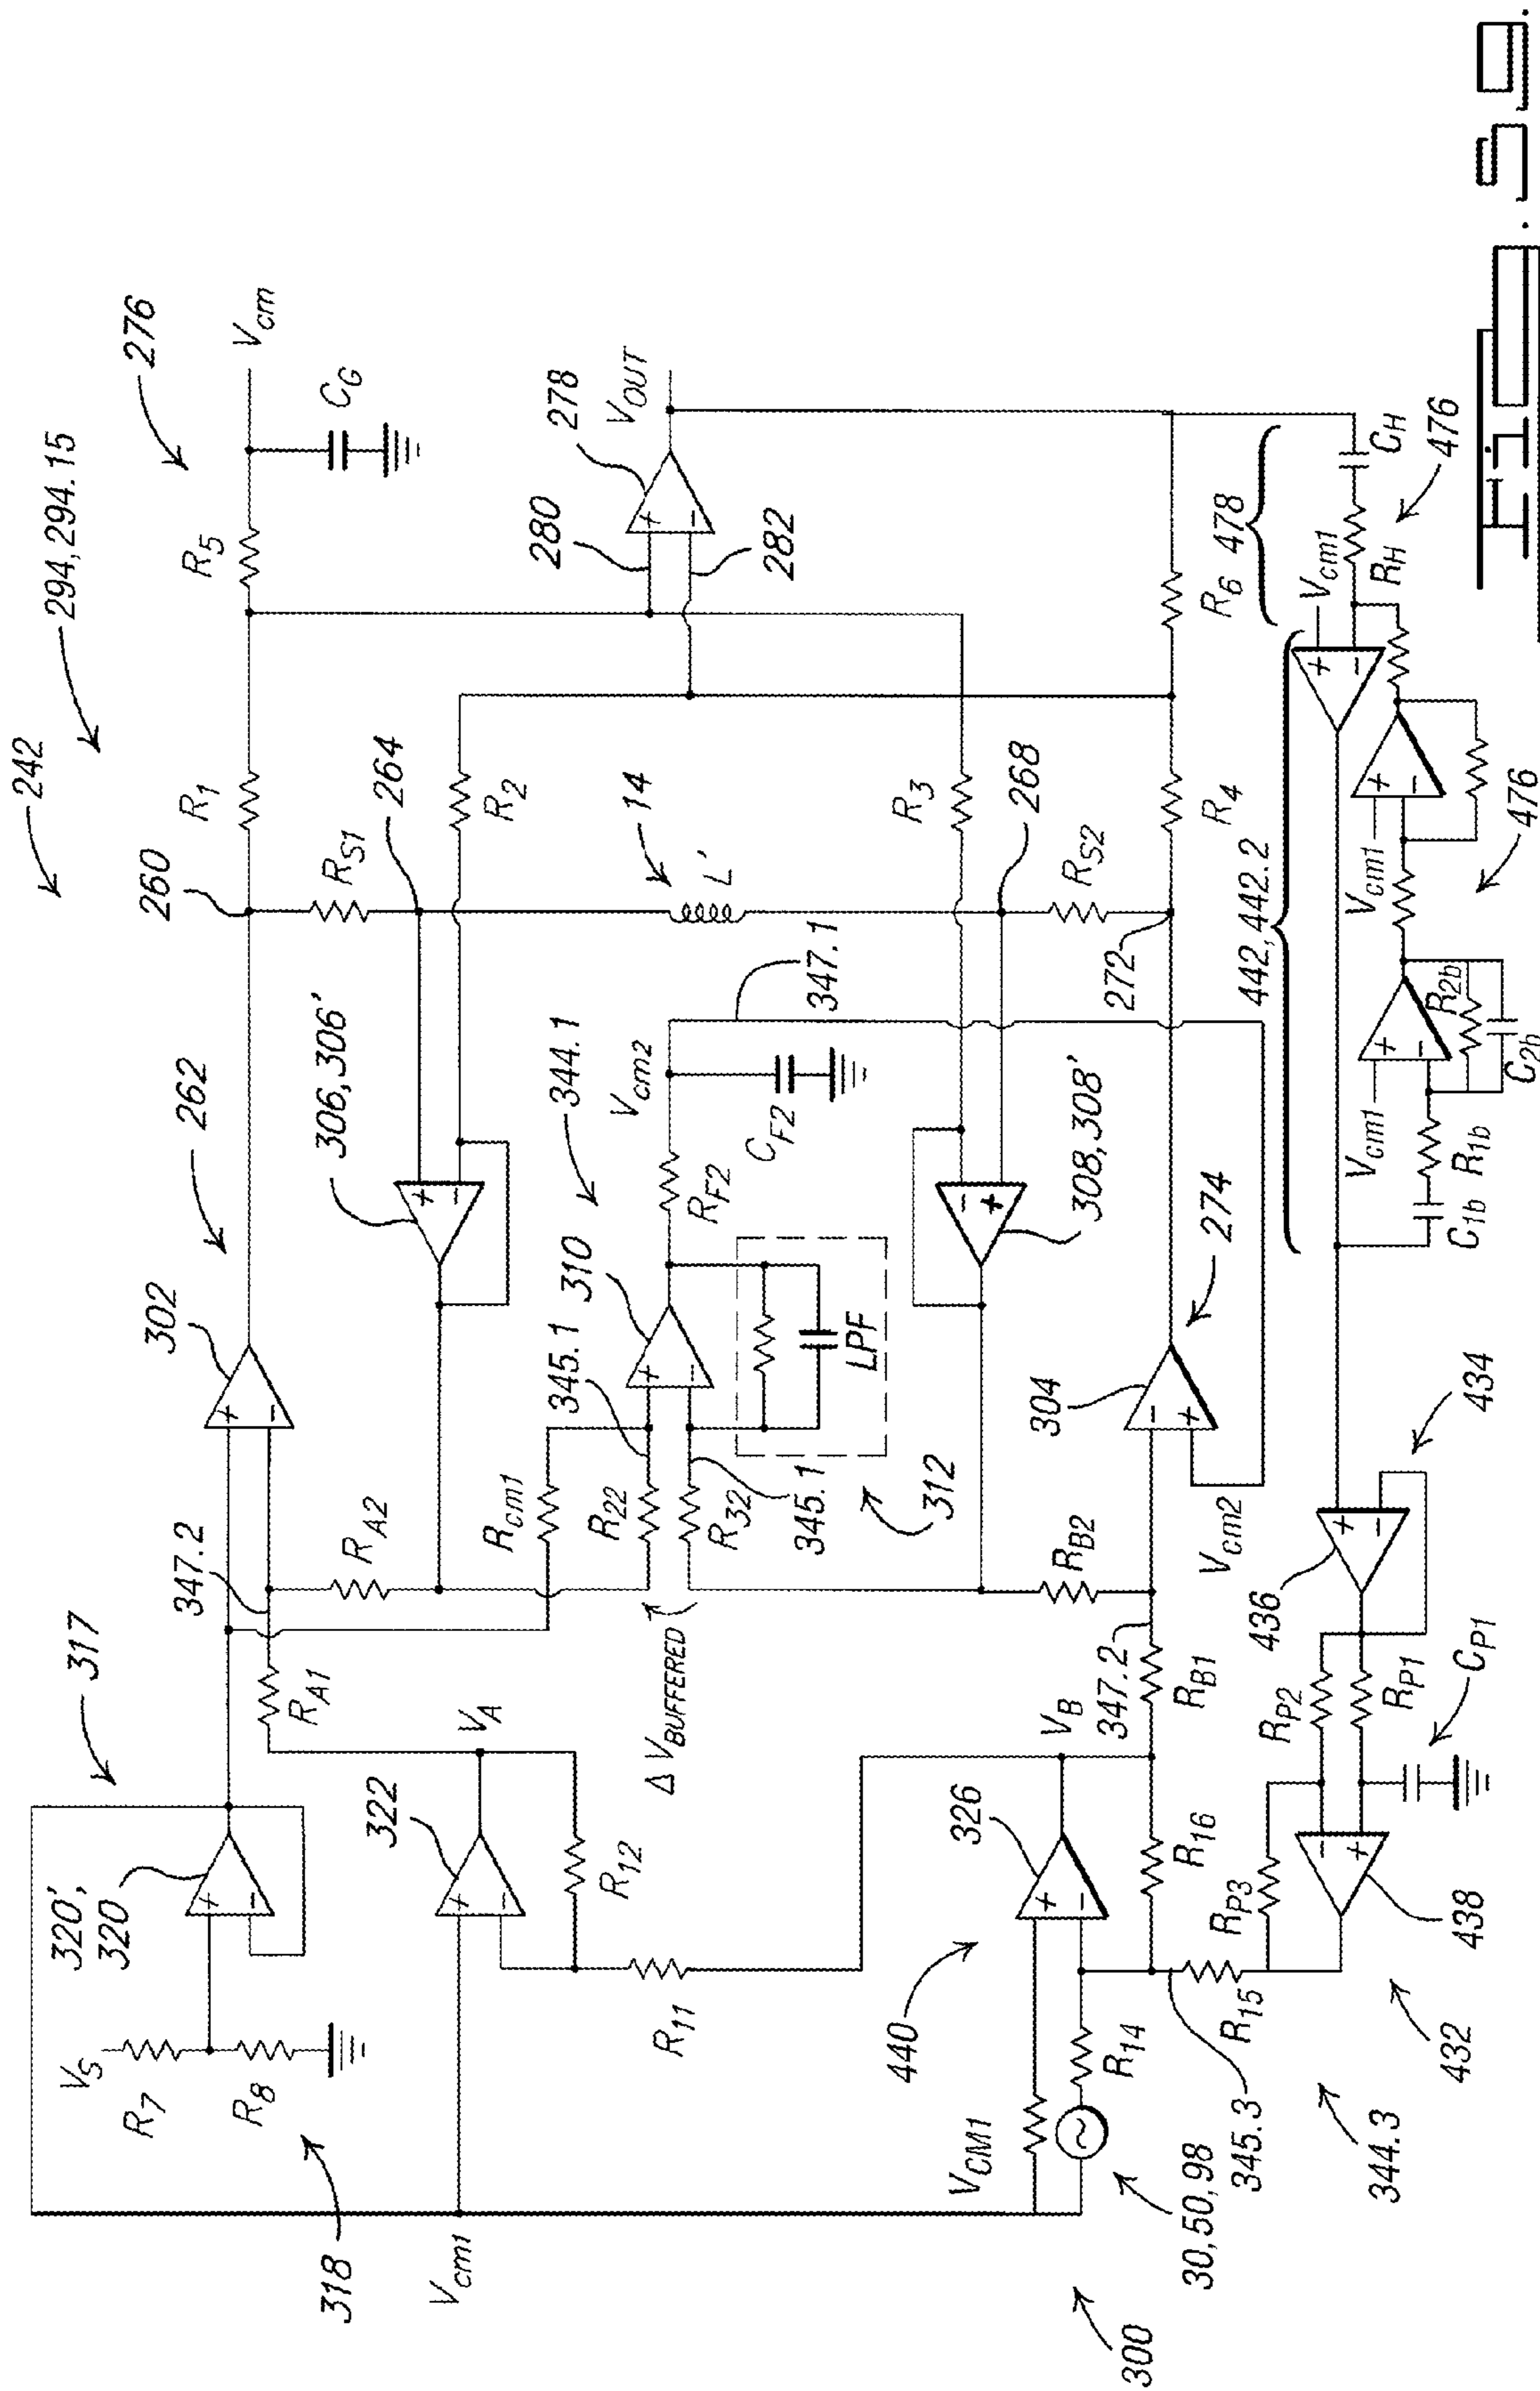 242
294, 294.15
317
320',
320
V_S
R_7
R_8
318
347.2
302
262
260
R_1
R_5
276
V_cm
C_G
R_A1
R_A2
306,306'
264
R_S1
R_2
280
278
V_OUT
282
V_cm1
322
V_A
R_12
R_11
Δ V_BUFFERED
R_cm1
R_22
R_32
345.1
345.1
310
344.1
R_F2
V_cm2
C_F2
LPF
312
347.1
14
L'
R_3
268
R_S2
308,308'
272
R_4
R_6
440
326
V_B
347.2
R_B1
R_B2
304
274
V_cm2
V_CM1
R_14
R_16
30,50,98
345.3
R_15
300
344.3
432
R_P3
438
R_P2
R_P1
C_P1
436
434
442,442.2
478
V_cm1
R_H
C_H
476
V_cm1
476
V_cm1
C_1b
R_1b
R_2b
C_2b